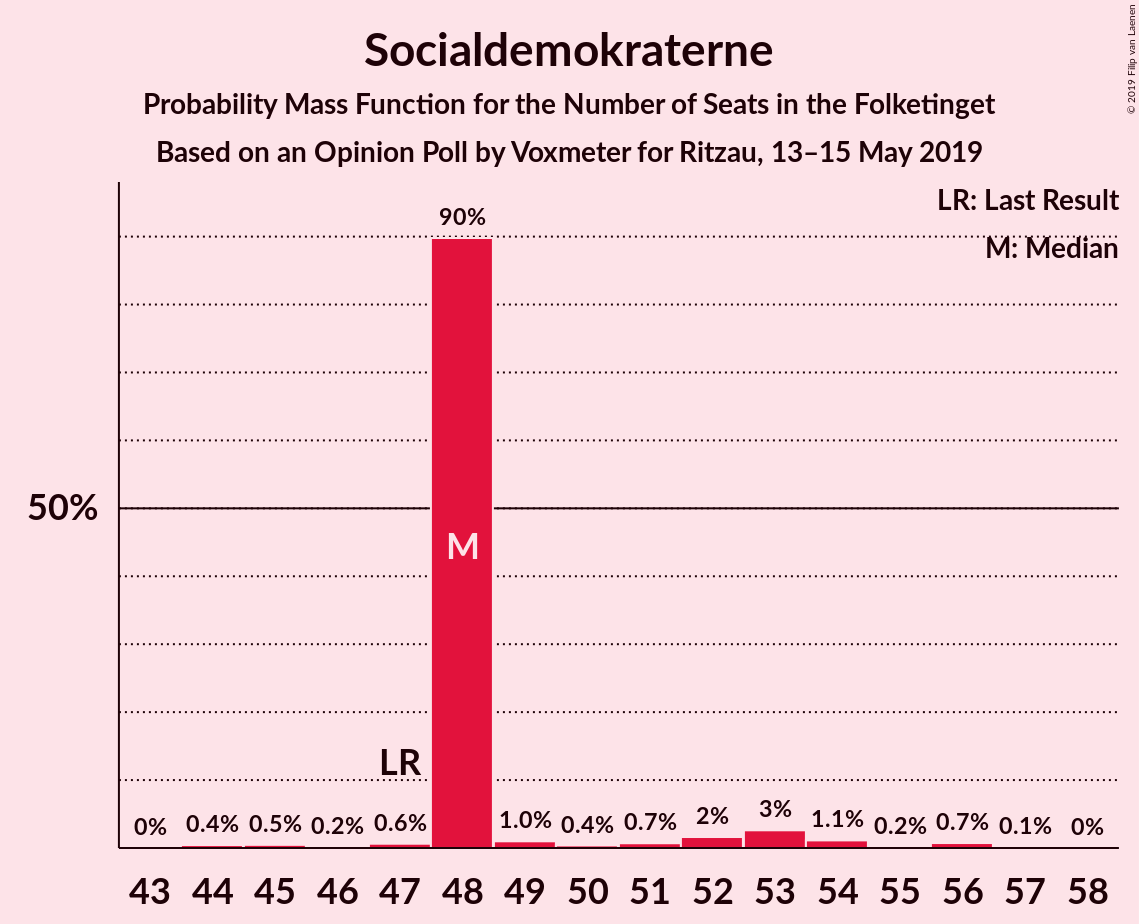 Socialdemokraterne
Probability Mass Function for the Number of Seats in the Folketinget
Based on an Opinion Poll by Voxmeter for Ritzau, 13–15 May 2019
© 2019 Filip van Laenen
LR: Last Result
M: Median
90%
50%
M
LR
0% 0.4% 0.5% 0.2% 0.6% 1.0% 0.4% 0.7% 2% 3% 1.1% 0.2% 0.7% 0.1% 0%
43 44 45 46 47 48 49 50 51 52 53 54 55 56 57 58